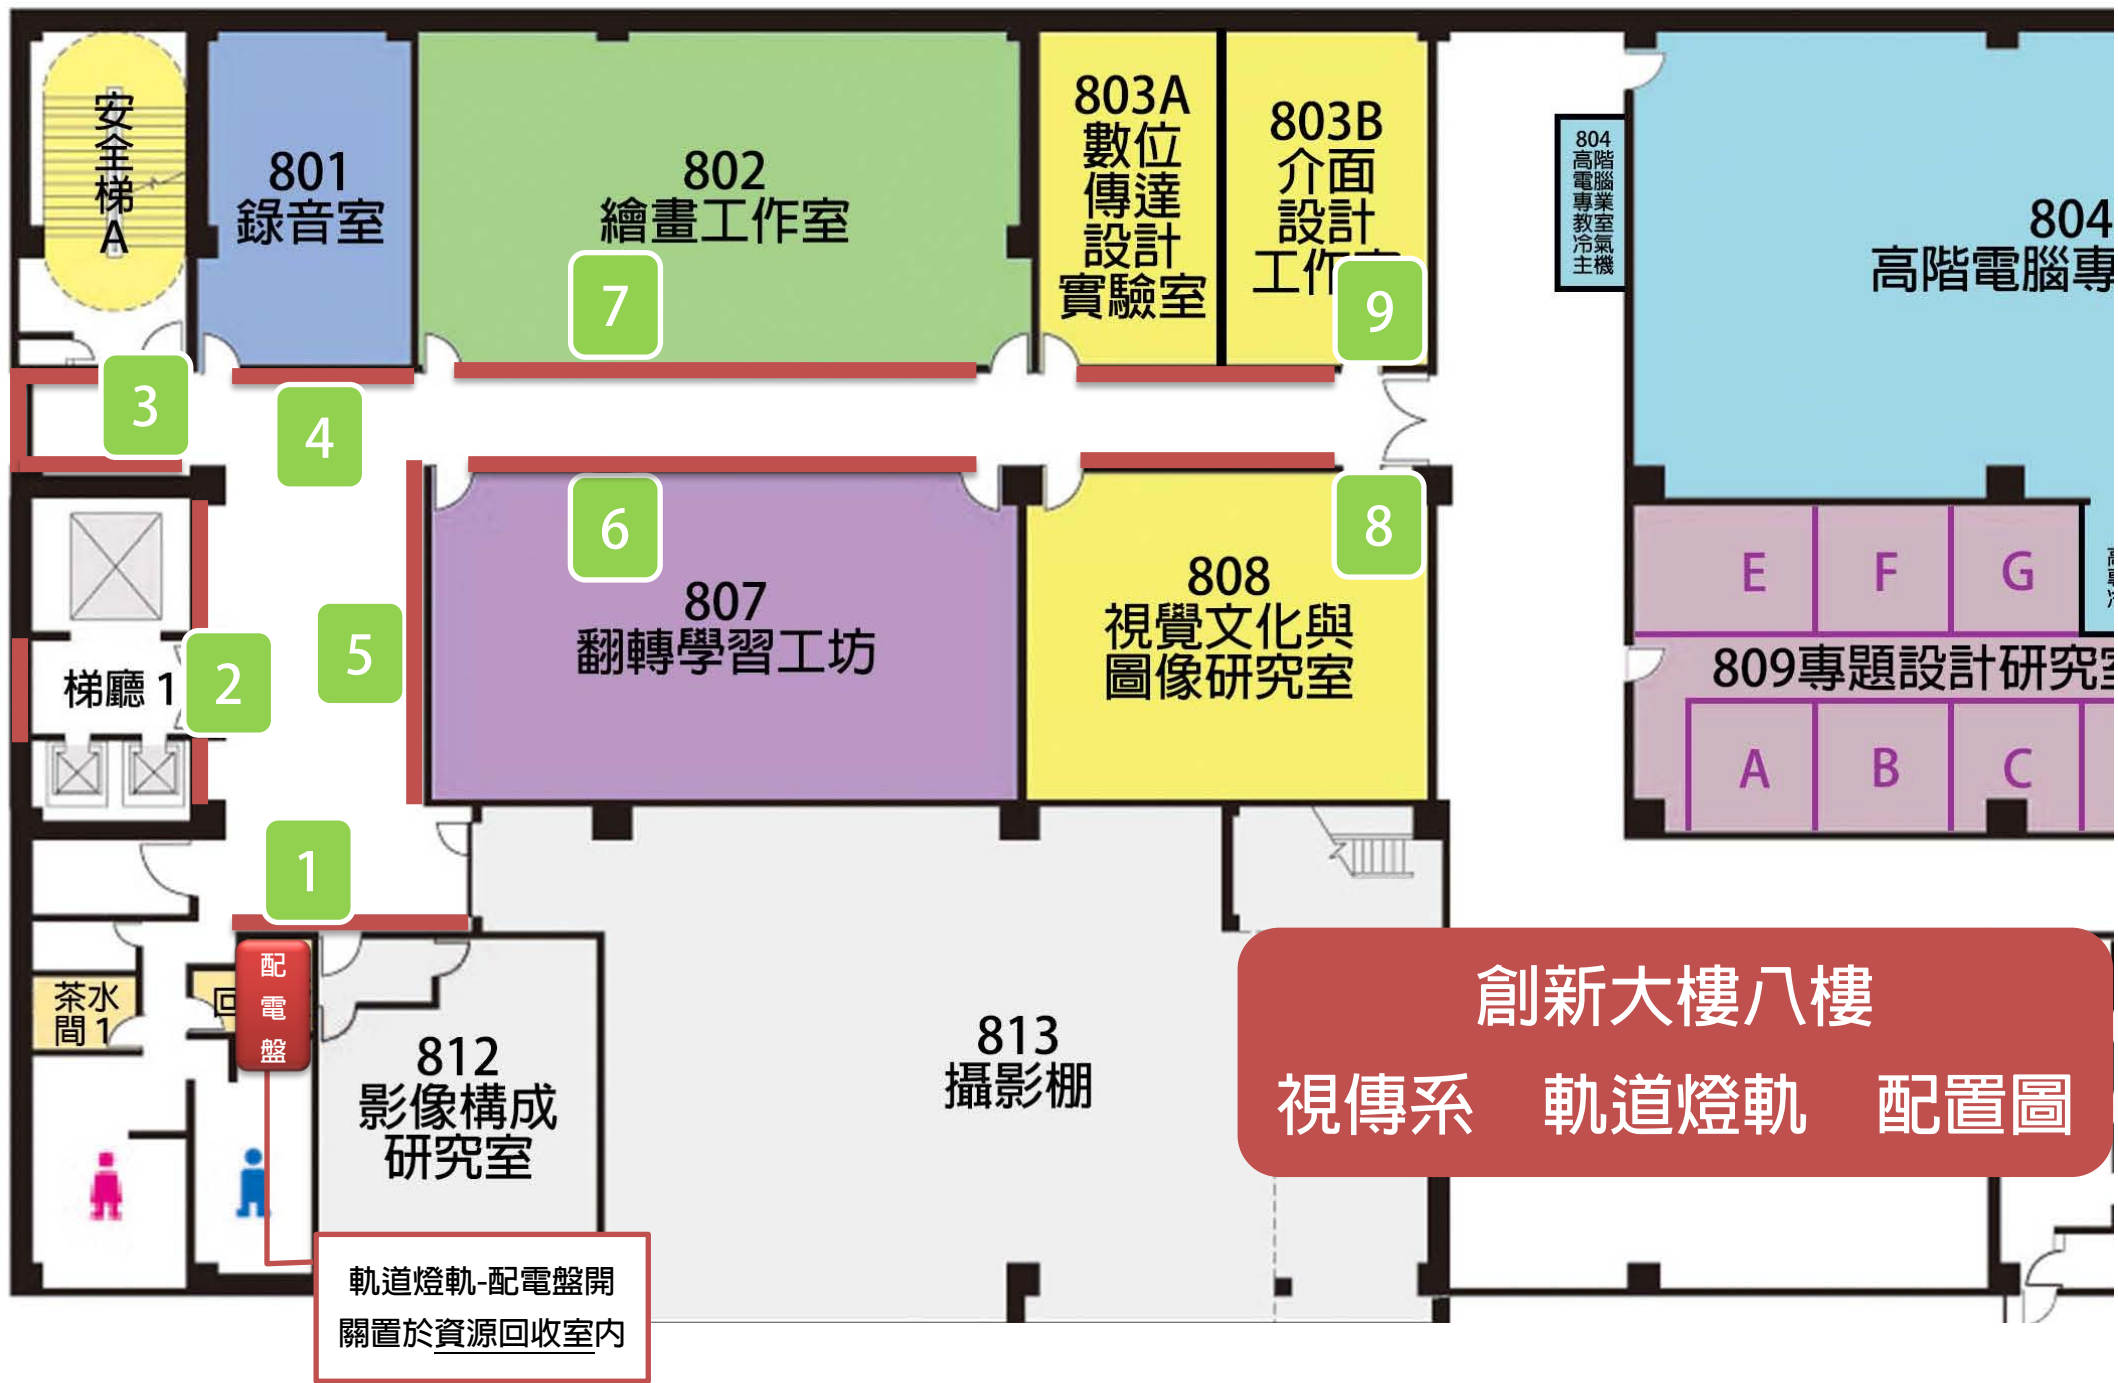 安全梯A
801
錄音室
802
繪畫工作室
803A
數位
傳達
設計
實驗室
803B
介面
設計
工作
804
高階
電腦
專業
教室
冷氣
主機
804
高階電腦專
3
4
7
9
6
8
5
2
1
梯廳 1
807
翻轉學習工坊
808
視覺文化與
圖像研究室
E
F
G
809專題設計研究室
A
B
C
茶水
間1
回
配電盤
812
影像構成
研究室
813
攝影棚
創新大樓八樓
視傳系 軌道燈軌 配置圖
軌道燈軌-配電盤開
關置於資源回收室內